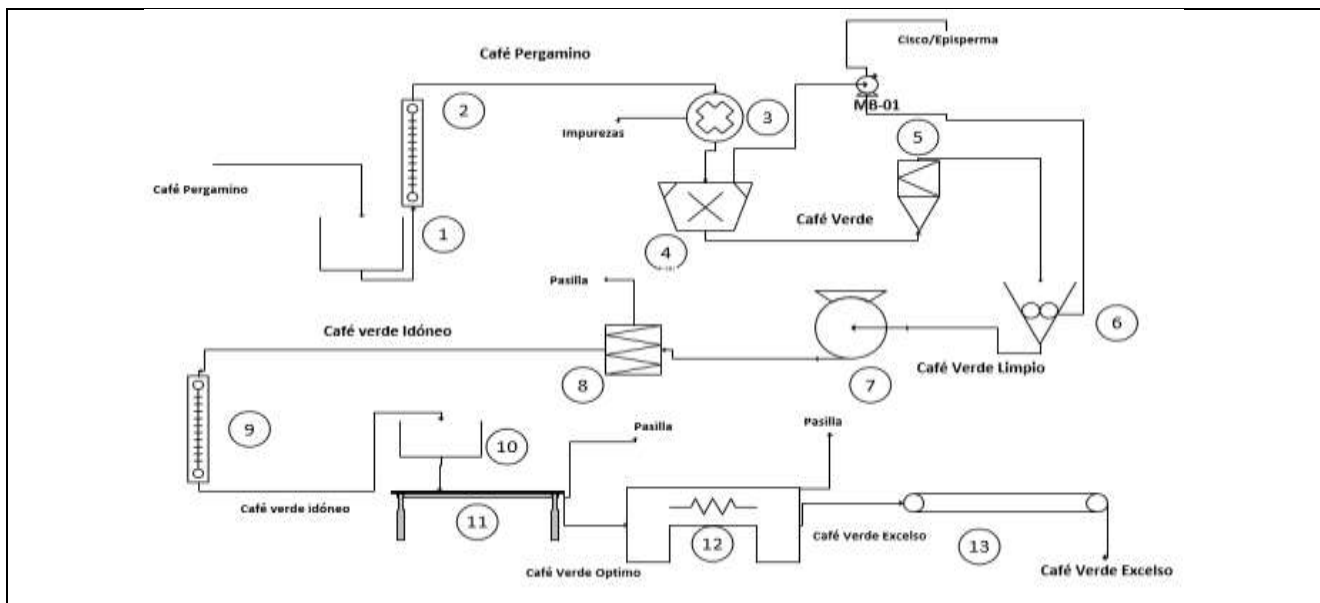 Cisco/Episperma
Café Pergamino
2
3
MB-01
Impurezas
5
Café Pergamino
1
Café Verde
4
Pasilla
Café verde Idóneo
6
Café Verde Limpio
8
7
Pasilla
Pasilla
9
10
Café verde idóneo
11
12
Café Verde Excelso
13
Café Verde Optimo
Café Verde Excelso